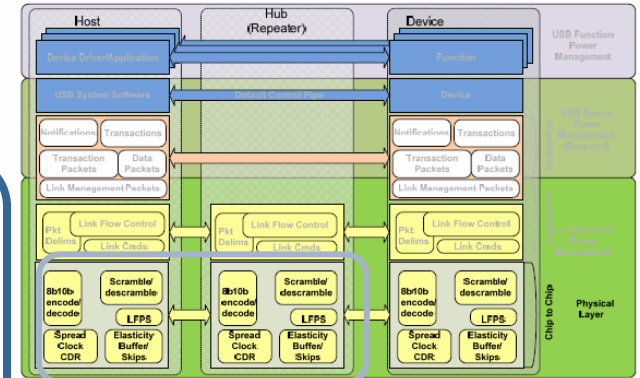 Host
Hub
(Repeater)
Device
Device Driver/Application
Function
USB Function
Power
Management
USB System Software
Default Control Pipe
Device
USB Device
Power
Management
(Suspend)
Notifications
Transactions
Transaction
Packets
Data
Packets
Link Management Packets
Notifications
Transactions
Transaction
Packets
Data
Packets
Link Management Packets
Pkt
Delims
Link Flow Control
Link Cmds
Pkt
Delims
Link Flow Control
Link Cmds
Pkt
Delims
Link Flow Control
Link Cmds
Power
Management
8b10b
encode/
decode
Scramble/
descramble
LFPS
Spread
Clock
CDR
Elasticity
Buffer/
Skips
8b10b
encode/
decode
Scramble/
descramble
LFPS
Spread
Clock
CDR
Elasticity
Buffer/
Skips
8b10b
encode/
decode
Scramble/
descramble
LFPS
Spread
Clock
CDR
Elasticity
Buffer/
Skips
Chip to Chip
Physical
Layer